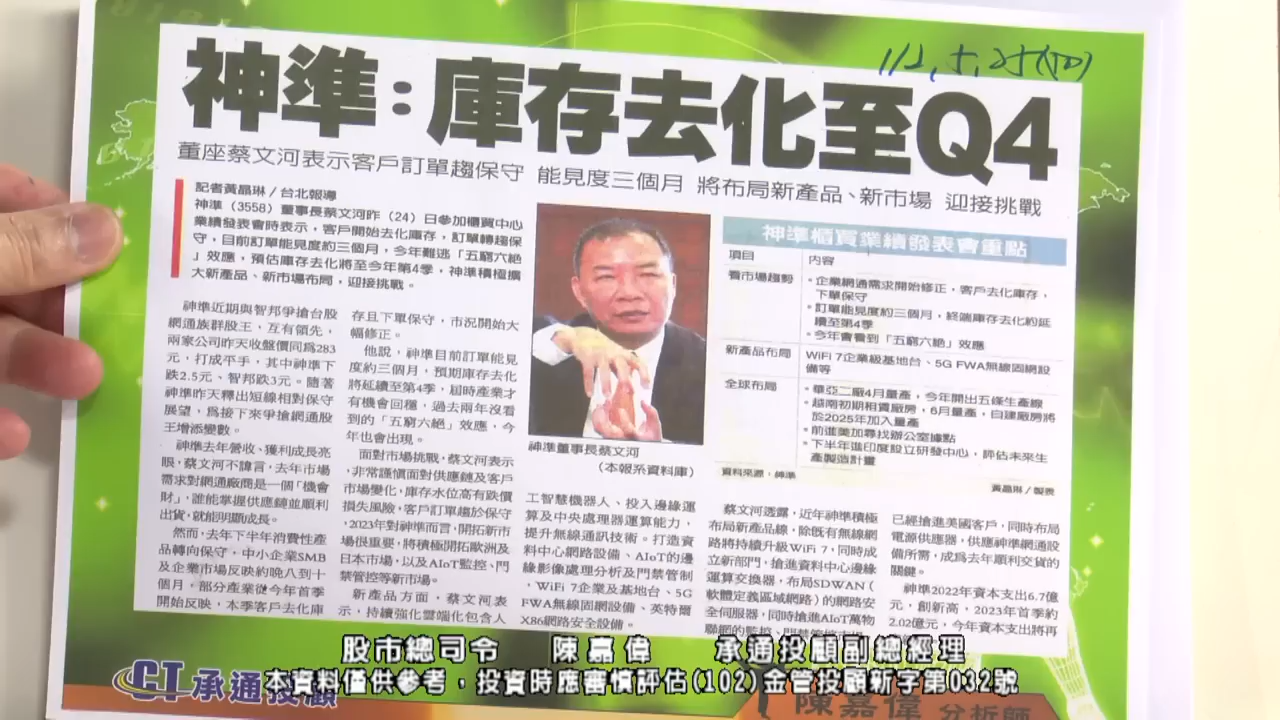 112,5,25(四)
神準:庫存去化至Q4
董座蔡文河表示客戶訂單趨保守 能見度三個月 將布局新產品、新市場 迎接挑戰
記者黃晶琳/台北報導
神準(3558)董事長蔡文河昨(24)日參加櫃買中心
業績發表會時表示,客戶開始去化庫存,訂單轉趨保
守,目前訂單能見度約三個月,今年難逃「五窮六絕
」效應,預估庫存去化將至今年第4季,神準積極擴
大新產品、新市場布局,迎接挑戰。
神準近期與智邦爭搶台股
網通族群股王,互有領先,
兩家公司昨天收盤價同為283
元,打成平手,其中神準下
跌2.5元、智邦跌3元。隨著
神準昨天釋出短線相對保守
展望,為接下來爭搶網通股
王增添變數。
神準去年營收、獲利成長亮
眼,蔡文河不諱言,去年市場
需求對網通廠商是一個「機會
財」,誰能掌握供應鏈並順利
出貨,就能明顯成長。
然而,去年下半年消費性產
品轉向保守,中小企業SMB
及企業市場反映約晚八到十
個月,部分產業從今年首季
開始反映,本季客戶去化庫
存且下單保守,市況開始大
幅修正。
他說,神準目前訂單能見
度約三個月,預期庫存去化
將延續至第4季,屆時產業才
有機會回穩,過去兩年沒看
到的「五窮六絕」效應,今
年也會出現。
面對市場挑戰,蔡文河表示
,非常謹慎面對供應鏈及客戶
市場變化,庫存水位高有跌價
損失風險,客戶訂單趨於保守
,2023年對神準而言,開拓新市
場很重要,將積極開拓歐洲及
日本市場,以及AIoT監控、門
禁管控等新市場。
新產品方面,蔡文河表
示,持續強化雲端化包含人
神準董事長蔡文河
(本報系資料庫)
工智慧機器人、投入邊緣運
算及中央處理器運算能力,
提升無線通訊技術。打造資
料中心網路設備、AIoT的邊
緣影像處理分析及門禁管制
,WiFi 7企業及基地台、5G
FWA無線固網設備、英特爾
X86網路安全設備。
神準櫃買業績發表會重點
項目 內容
看市場趨勢 •企業網通需求開始修正,客戶去化庫存,
下單保守
•訂單能見度約三個月,終端庫存去化約延
續至第4季
•今年會看到「五窮六絕」效應
新產品布局 WiFi 7企業級基地台、5G FWA無線固網設
備等
全球布局 •華亞二廠4月量產,今年開出五條生產線
•越南初期租賃廠房,6月量產,自建廠房將
於2025年加入量產
•前進美加尋找辦公室據點
•下半年進印度設立研發中心,評估未來生
產製造計畫
資料來源:神準 黃晶琳/製表
蔡文河透露,近年神準積極
布局新產品線,除既有無線網
路將持續升級WiFi 7,同時成
立新部門,搶進資料中心邊緣
運算交換器,布局SDWAN(
軟體定義區域網路)的網路安
全伺服器,同時搶進AIoT萬物
聯網的監控、門禁管控市場
已經搶進美國客戶,同時布局
電源供應器,供應神準網通設
備所需,成為去年順利交貨的
關鍵。
神準2022年資本支出6.7億
元,創新高,2023年首季約
2.02億元,今年資本支出將再
股市總司令 陳嘉偉 承通投顧副總經理
本資料僅供參考,投資時應審慎評估(102)金管投顧新字第032號
CT承通投顧
陳嘉偉 分析師